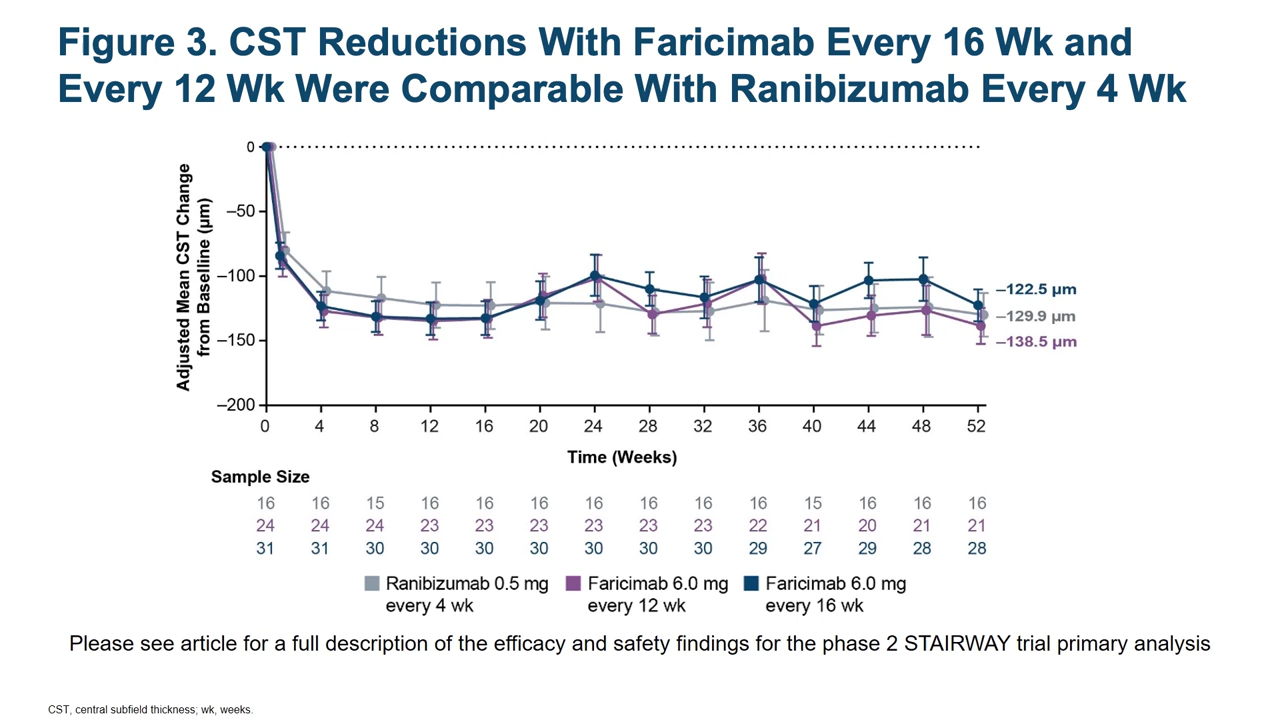 Figure 3. CST Reductions With Faricimab Every 16 Wk and
Every 12 Wk Were Comparable With Ranibizumab Every 4 Wk
Adjusted Mean CST Change
from Baselline (µm)
0
–50
–100
–150
–200
–122.5 µm
–129.9 µm
–138.5 µm
0 4 8 12 16 20 24 28 32 36 40 44 48 52
Time (Weeks)
Sample Size
16 16 15 16 16 16 16 16 16 16 15 16 16 16
24 24 24 23 23 23 23 23 23 22 21 20 21 21
31 31 30 30 30 30 30 30 30 29 27 29 28 28
Ranibizumab 0.5 mg
every 4 wk
Faricimab 6.0 mg
every 12 wk
Faricimab 6.0 mg
every 16 wk
Please see article for a full description of the efficacy and safety findings for the phase 2 STAIRWAY trial primary analysis
CST, central subfield thickness; wk, weeks.